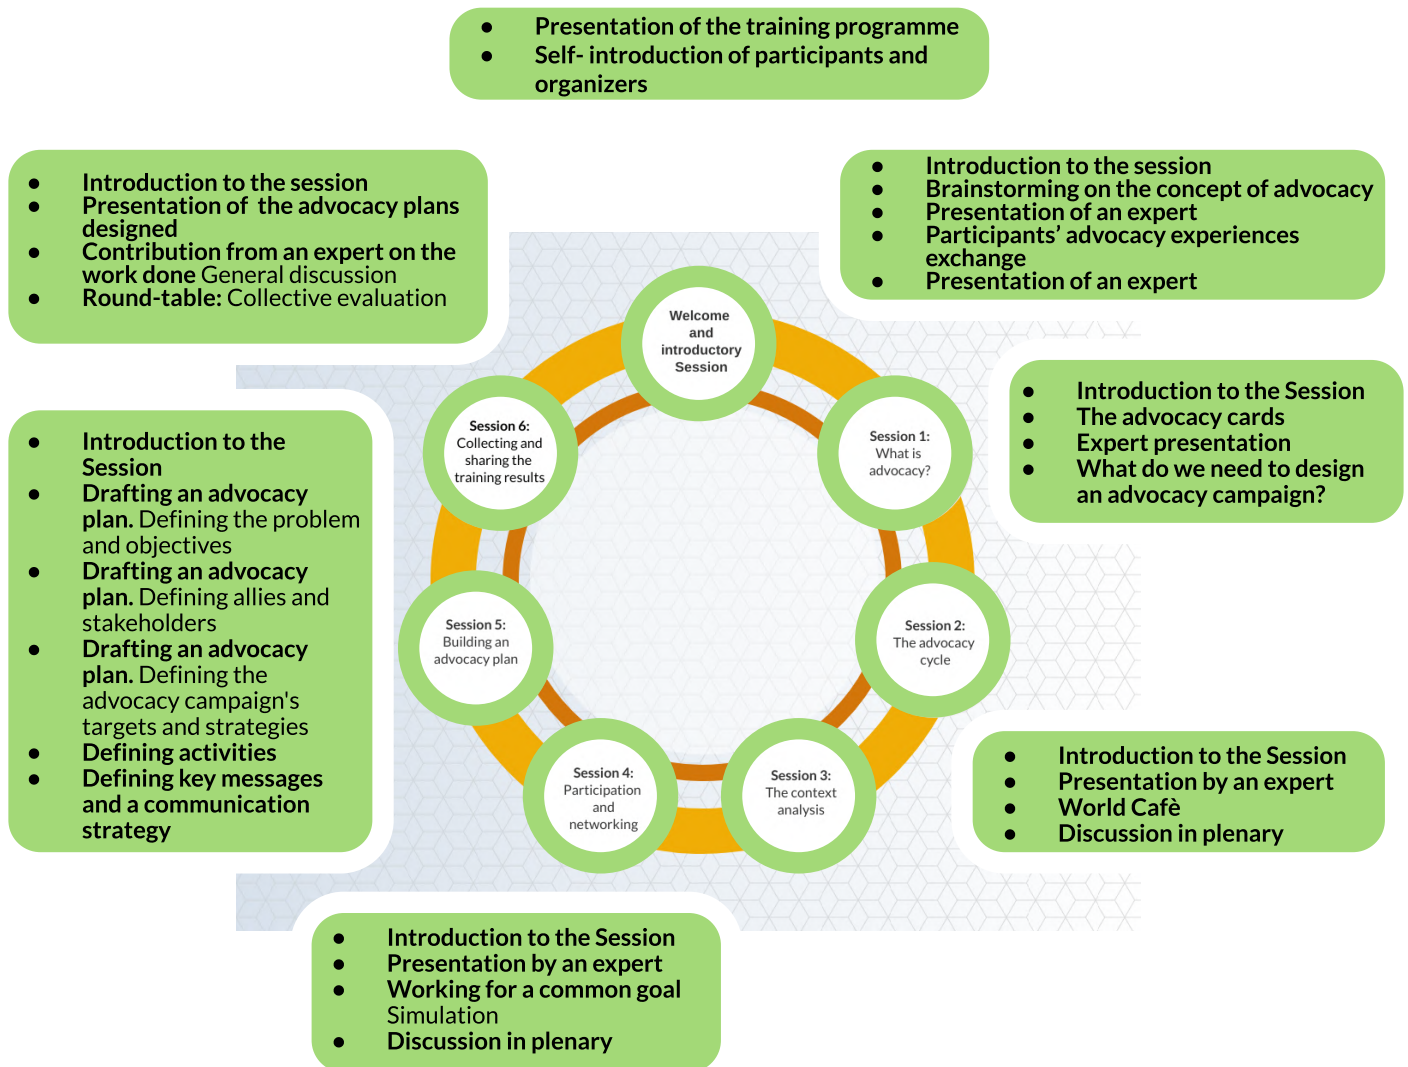 ● Presentation of the training programme
● Self- introduction of participants and
organizers
● Introduction to the session
● Presentation of the advocacy plans
designed
● Contribution from an expert on the
work done General discussion
● Round-table: Collective evaluation
● Introduction to the session
● Brainstorming on the concept of advocacy
● Presentation of an expert
● Participants’ advocacy experiences
exchange
● Presentation of an expert
Welcome
and
introductory
Session
Session 1:
What is
advocacy?
Session 2:
The advocacy
cycle
Session 3:
The context
analysis
Session 4:
Participation
and
networking
Session 5:
Building an
advocacy plan
Session 6:
Collecting and
sharing the
training results
● Introduction to the Session
● The advocacy cards
● Expert presentation
● What do we need to design
an advocacy campaign?
● Introduction to the
Session
● Drafting an advocacy
plan. Defining the problem
and objectives
● Drafting an advocacy
plan. Defining allies and
stakeholders
● Drafting an advocacy
plan. Defining the
advocacy campaign's
targets and strategies
● Defining activities
● Defining key messages
and a communication
strategy
● Introduction to the Session
● Presentation by an expert
● World Cafè
● Discussion in plenary
● Introduction to the Session
● Presentation by an expert
● Working for a common goal
Simulation
● Discussion in plenary